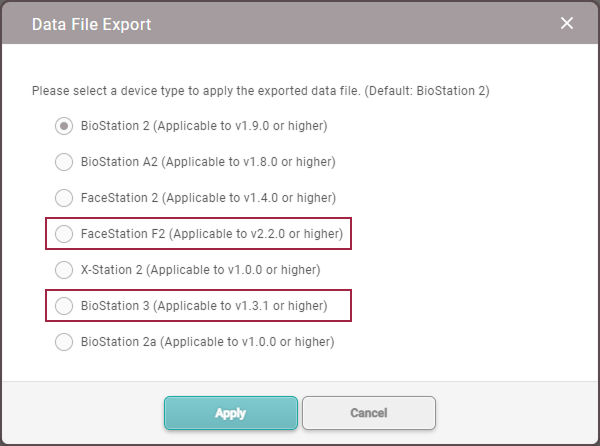 Data File Export
Please select a device type to apply the exported data file. (Default: BioStation 2)
BioStation 2 (Applicable to v1.9.0 or higher)
BioStation A2 (Applicable to v1.8.0 or higher)
FaceStation 2 (Applicable to v1.4.0 or higher)
FaceStation F2 (Applicable to v2.2.0 or higher)
X-Station 2 (Applicable to v1.0.0 or higher)
BioStation 3 (Applicable to v1.3.1 or higher)
BioStation 2a (Applicable to v1.0.0 or higher)
Apply
Cancel